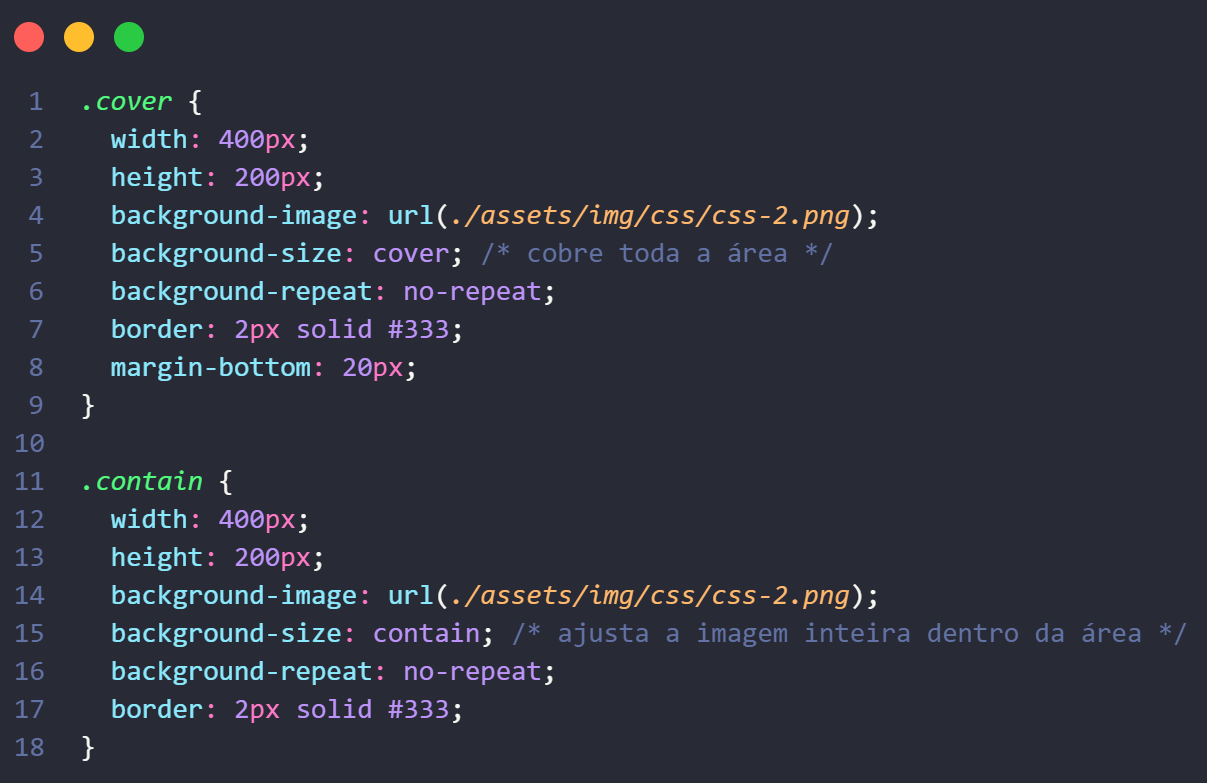 1 .cover {
2   width: 400px;
3   height: 200px;
4   background-image: url(./assets/img/css/css-2.png);
5   background-size: cover; /* cobre toda a área */
6   background-repeat: no-repeat;
7   border: 2px solid #333;
8   margin-bottom: 20px;
9 }
10
11 .contain {
12   width: 400px;
13   height: 200px;
14   background-image: url(./assets/img/css/css-2.png);
15   background-size: contain; /* ajusta a imagem inteira dentro da área */
16   background-repeat: no-repeat;
17   border: 2px solid #333;
18 }